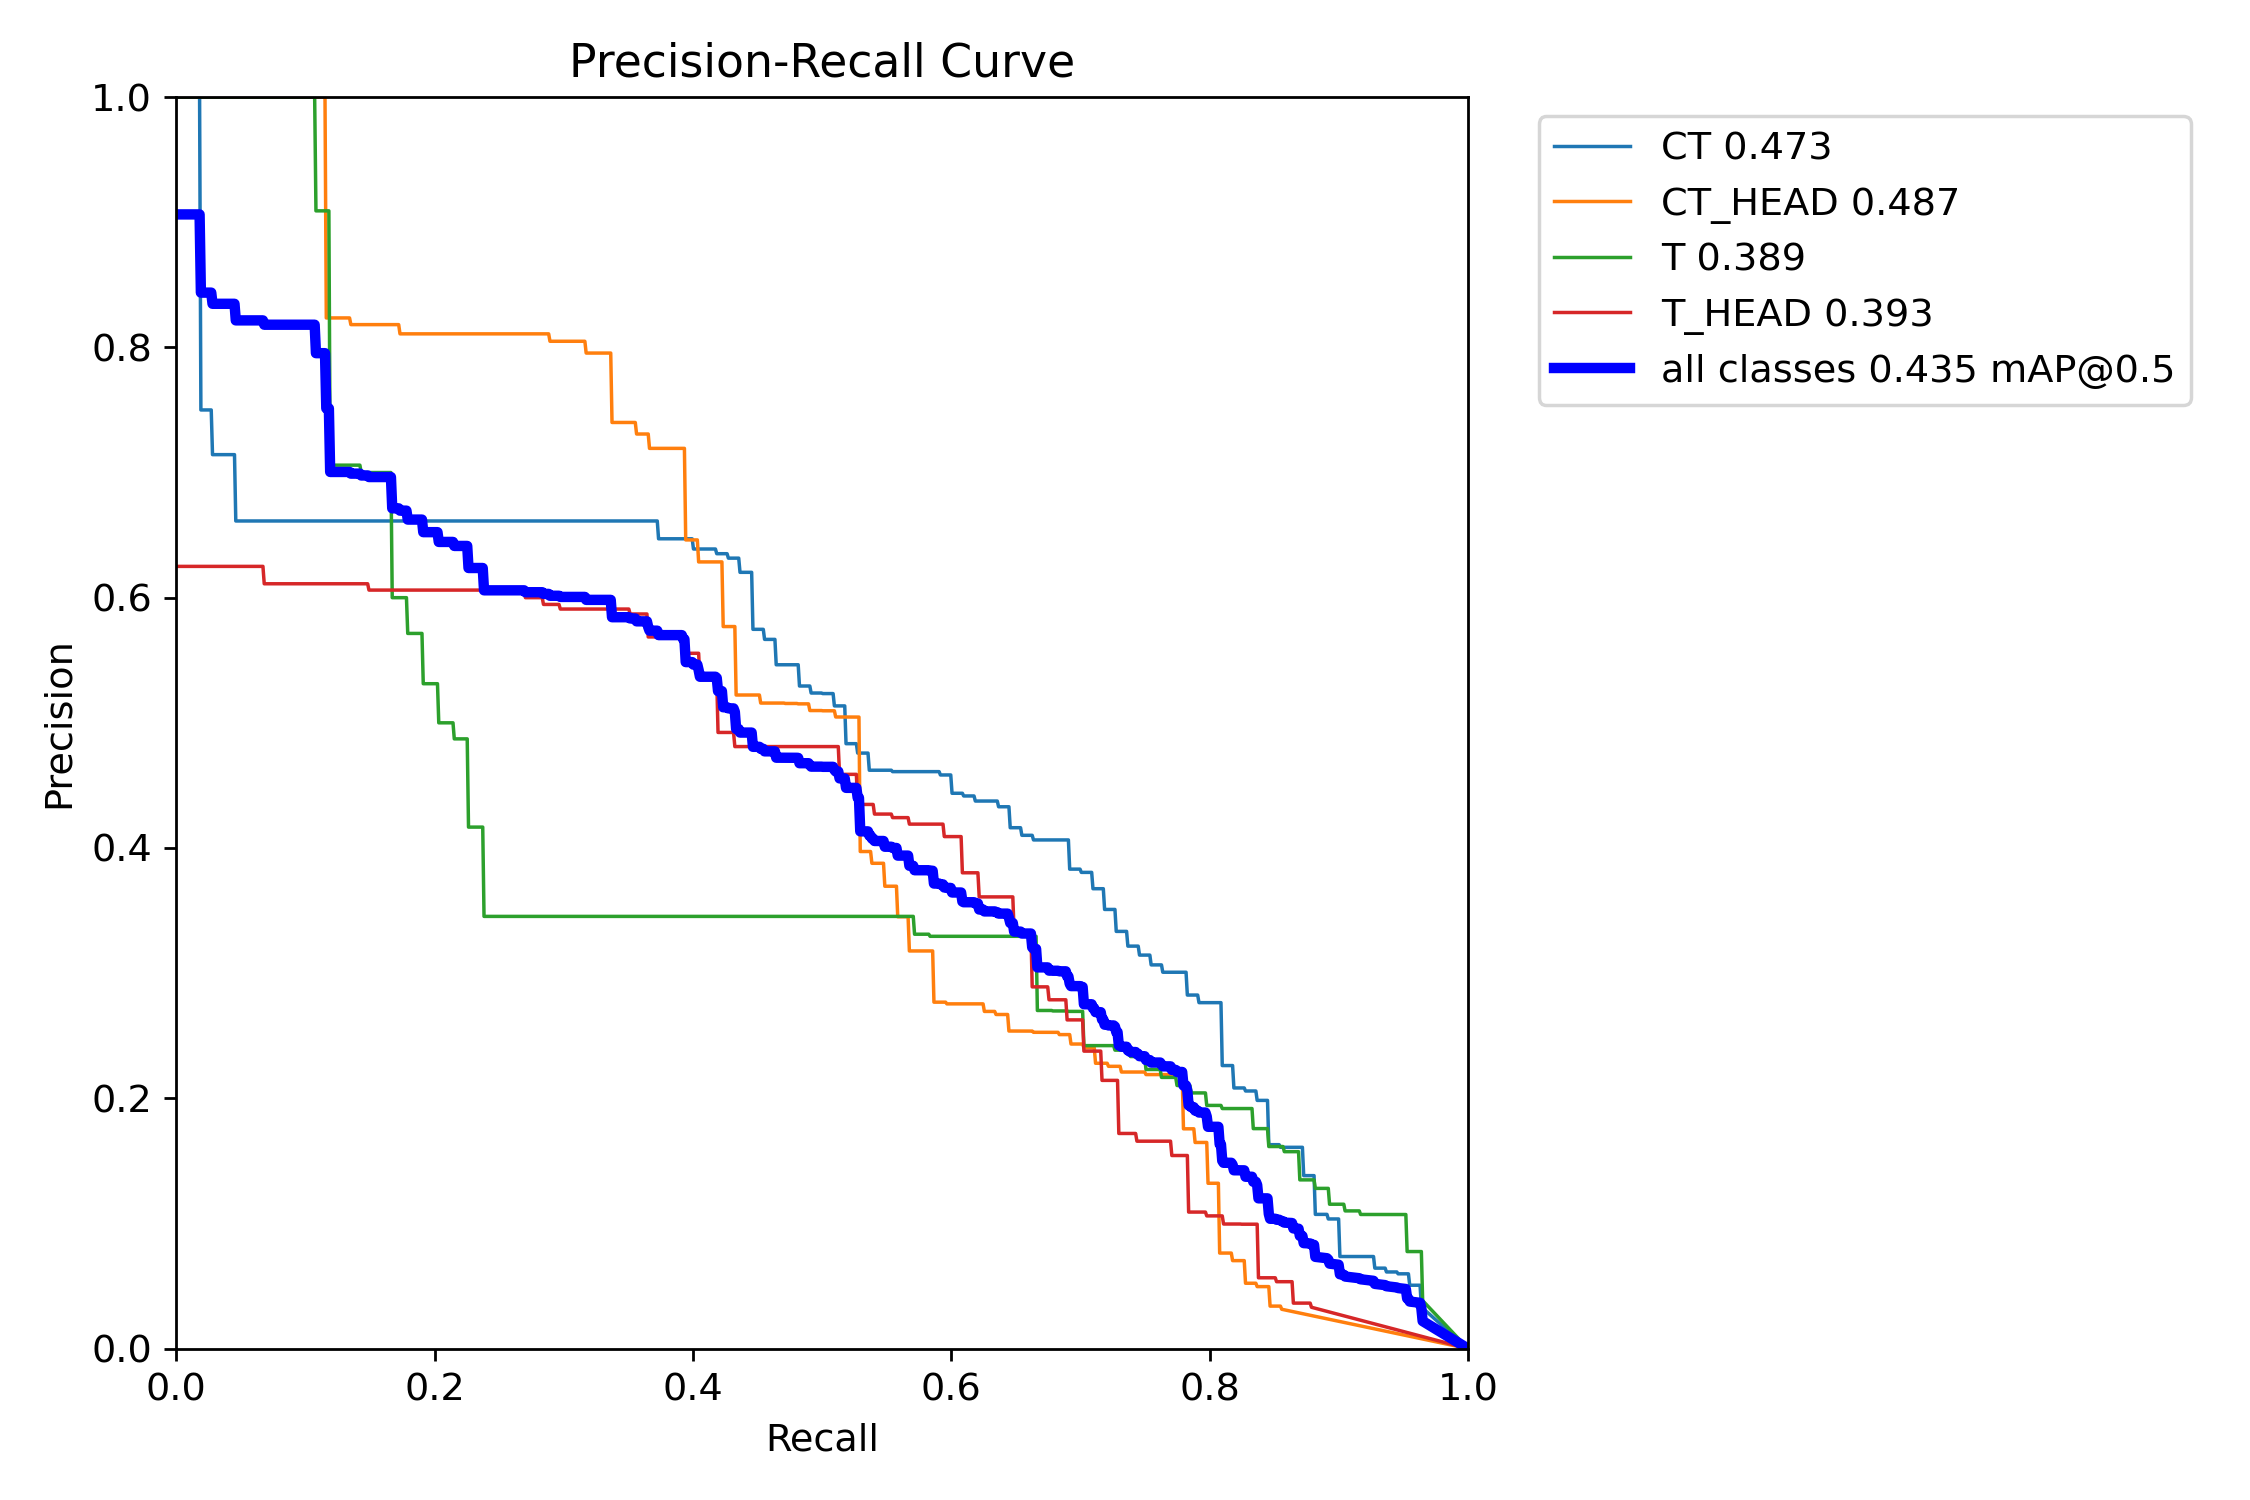 Precision-Recall Curve
1.0
0.8
0.6
0.4
0.2
0.0
Precision
0.0 0.2 0.4 0.6 0.8 1.0
Recall
CT 0.473
CT_HEAD 0.487
T 0.389
T_HEAD 0.393
all classes 0.435 mAP@0.5